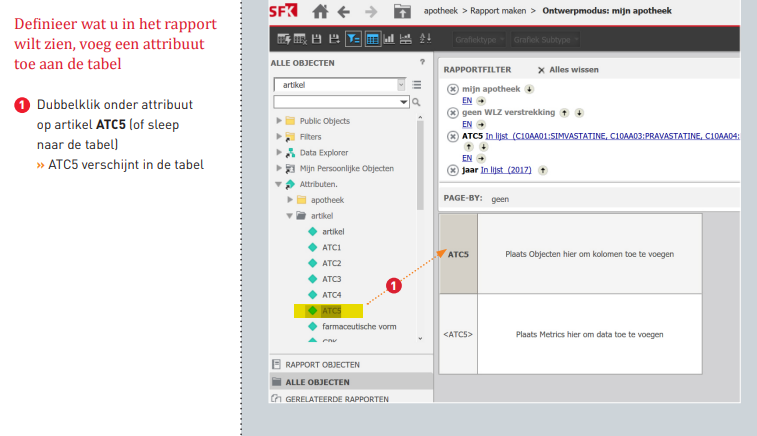 Definieer wat u in het rapport
wilt zien, voeg een attribuut
toe aan de tabel
1 Dubbelklik onder attribuut
op artikel ATC5 (of sleep
naar de tabel)
» ATC5 verschijnt in de tabel
SFK
apotheek > Rapport maken > Ontwerpmodus: mijn apotheek
Grafiektype
Grafiek Subtype
ALLE OBJECTEN ?
artikel
Public Objects
Filters
Data Explorer
Mijn Persoonlijke Objecten
Attributen.
apotheek
artikel
artikel
ATC1
ATC2
ATC3
ATC4
ATC5
farmaceutische vorm
GPK
RAPPORT OBJECTEN
ALLE OBJECTEN
GERELATEERDE RAPPORTEN
RAPPORTFILTER Alles wissen
mijn apotheek
EN
geen WLZ verstrekking
EN
ATC5 In lijst (C10AA01:SIMVASTATINE, C10AA03:PRAVASTATINE, C10AA04:
EN
jaar In lijst (2017)
PAGE-BY: geen
ATC5 Plaats Objecten hier om kolomen toe te voegen
1
<ATC5> Plaats Metrics hier om data toe te voegen